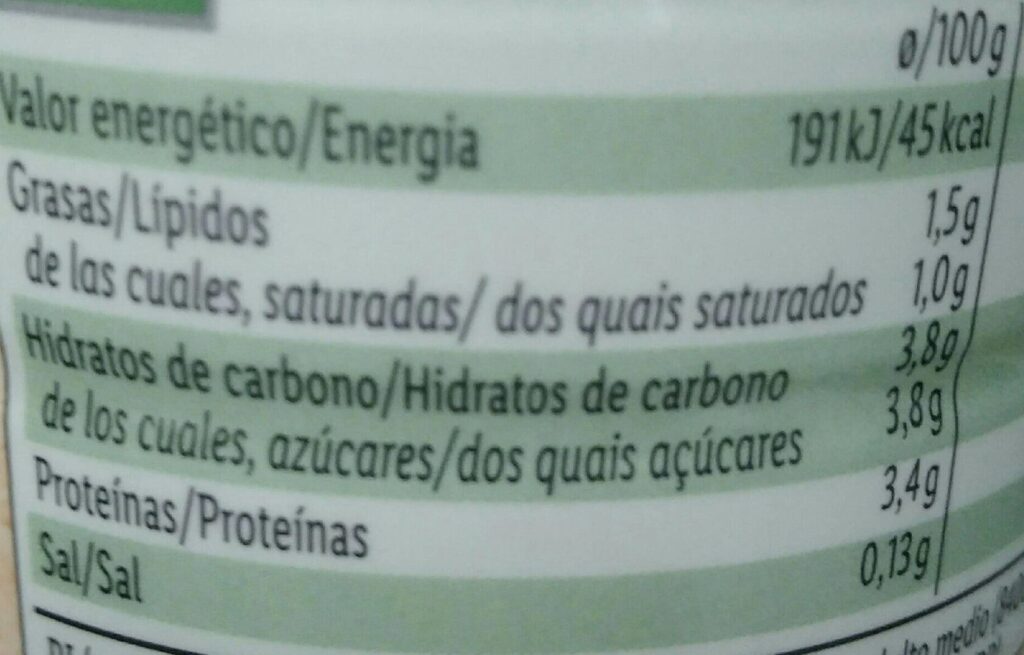 ø/100g
Valor energético/Energia 191kJ/45kcal
Grasas/Lípidos 1,5g
de las cuales, saturadas/ dos quais saturados 1,0g
Hidratos de carbono/Hidratos de carbono 3,8g
de los cuales, azúcares/dos quais açúcares 3,8g
Proteínas/Proteínas 3,4g
Sal/Sal 0,13g
medio